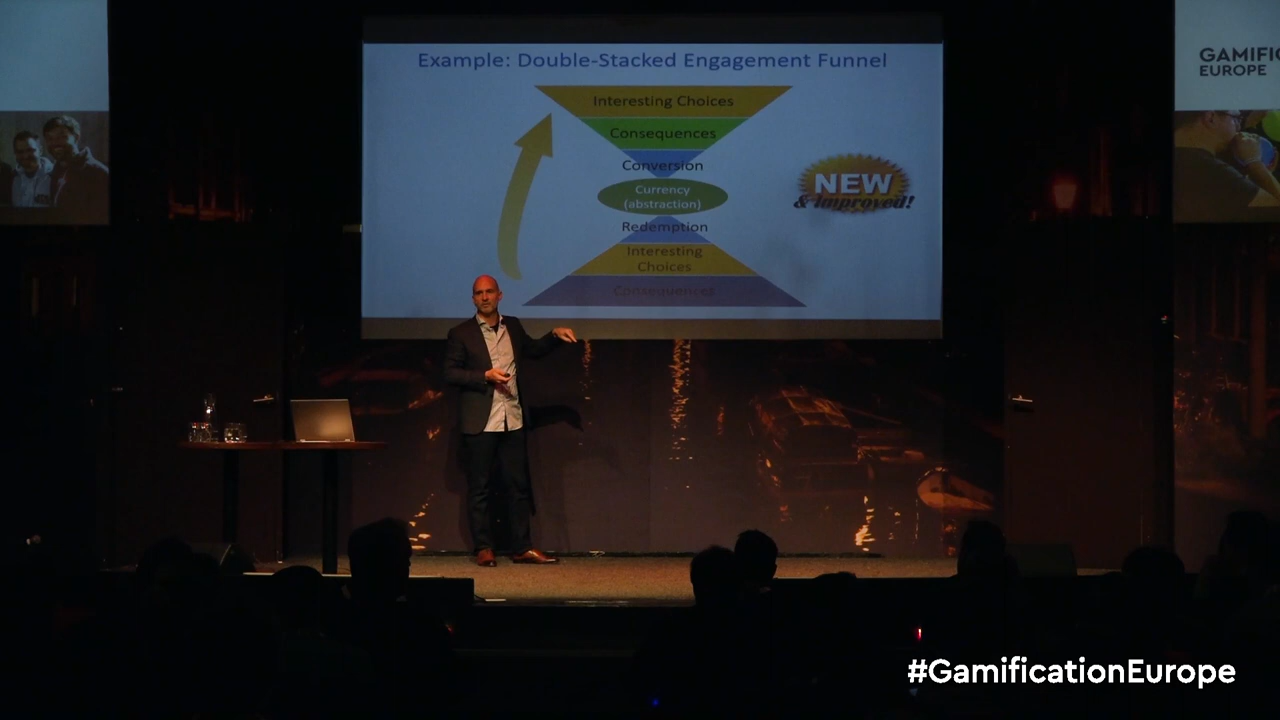 Example: Double-Stacked Engagement Funnel
Interesting Choices
Consequences
Conversion
Currency
(abstraction)
Redemption
Interesting
Choices
Consequences
NEW
& Improved!
GAMIFIC
EUROPE
#GamificationEurope